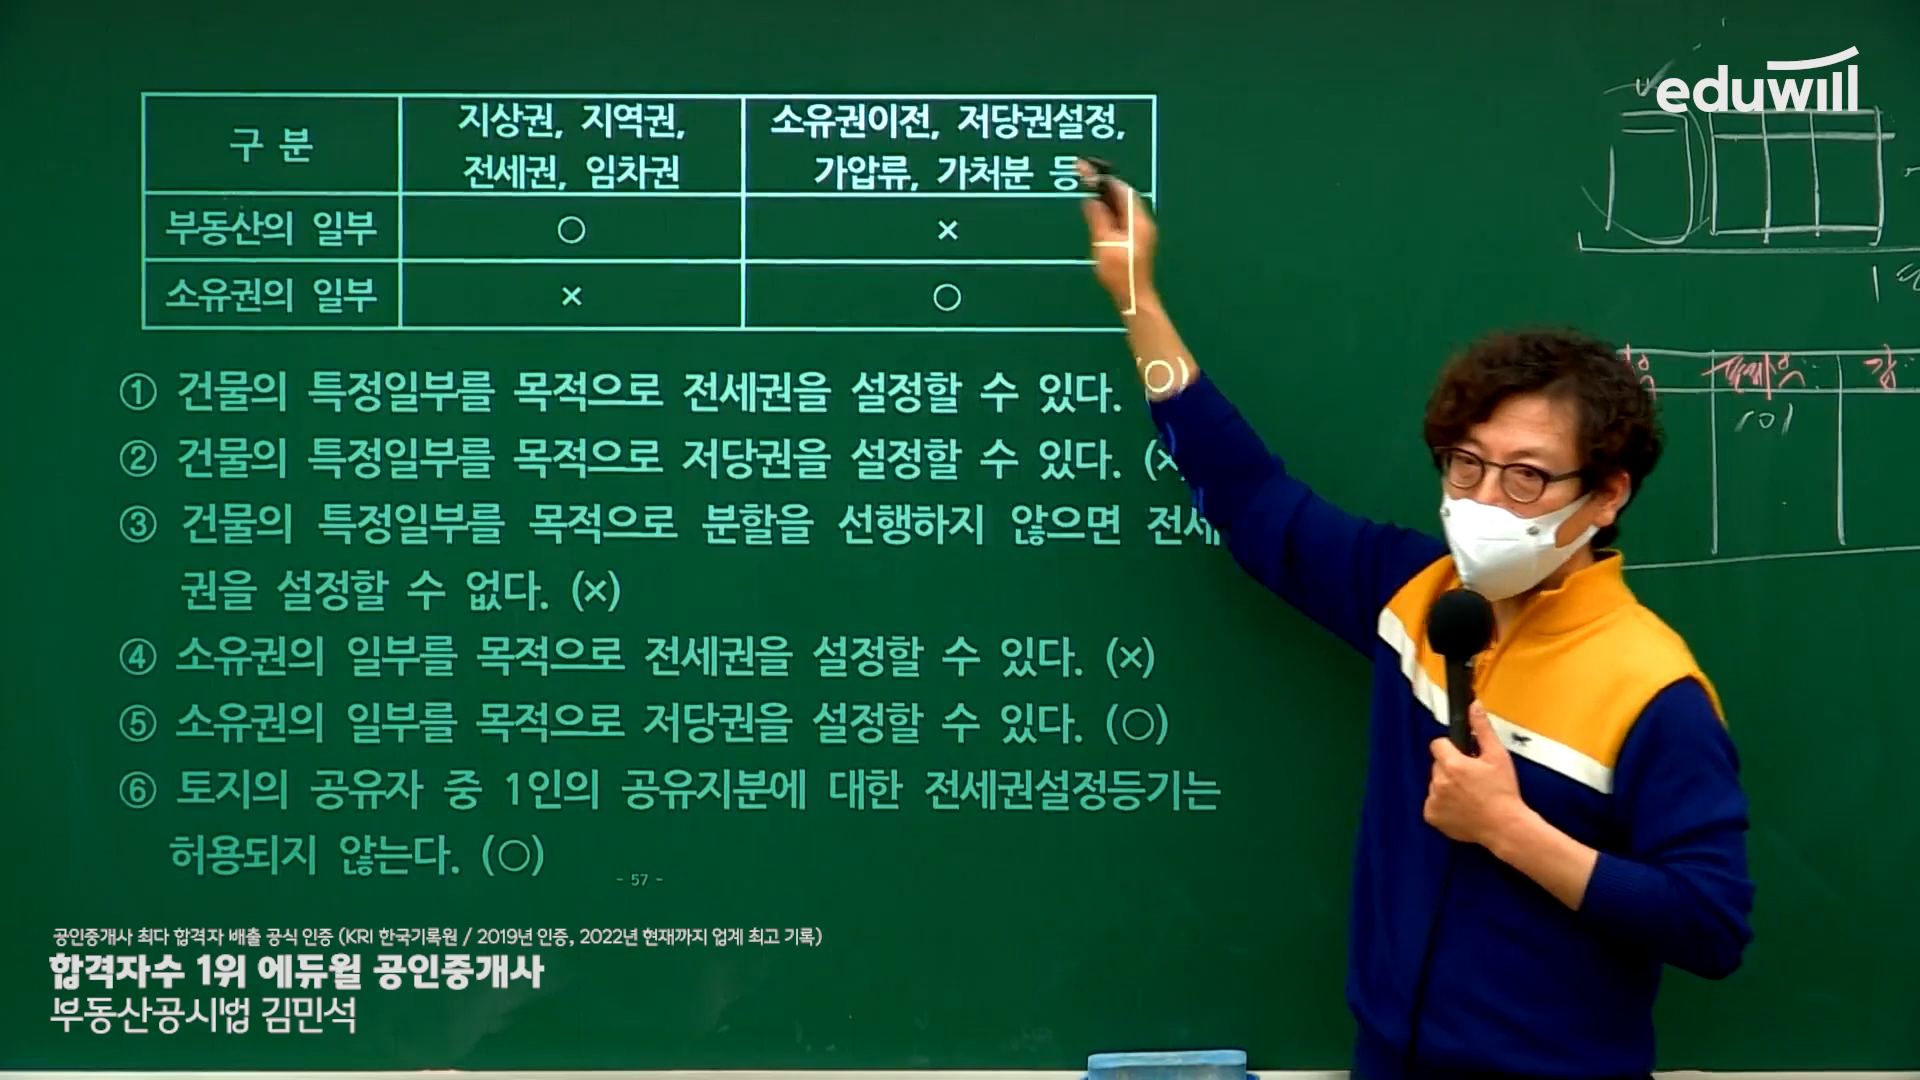 eduwill
구 분
지상권, 지역권,
전세권, 임차권
소유권이전, 저당권설정,
가압류, 가처분 등
부동산의 일부 ○ ×
소유권의 일부 × ○
① 건물의 특정일부를 목적으로 전세권을 설정할 수 있다. (○)
② 건물의 특정일부를 목적으로 저당권을 설정할 수 있다. (×
③ 건물의 특정일부를 목적으로 분할을 선행하지 않으면 전세
권을 설정할 수 없다. (×)
④ 소유권의 일부를 목적으로 전세권을 설정할 수 있다. (×)
⑤ 소유권의 일부를 목적으로 저당권을 설정할 수 있다. (○)
⑥ 토지의 공유자 중 1인의 공유지분에 대한 전세권설정등기는
허용되지 않는다. (○)
- 57 -
101
공인중개사 최다 합격자 배출 공식 인증 (KRI 한국기록원 / 2019년 인증, 2022년 현재까지 업계 최고 기록)
합격자수 1위 에듀윌 공인중개사
부동산공시법 김민석